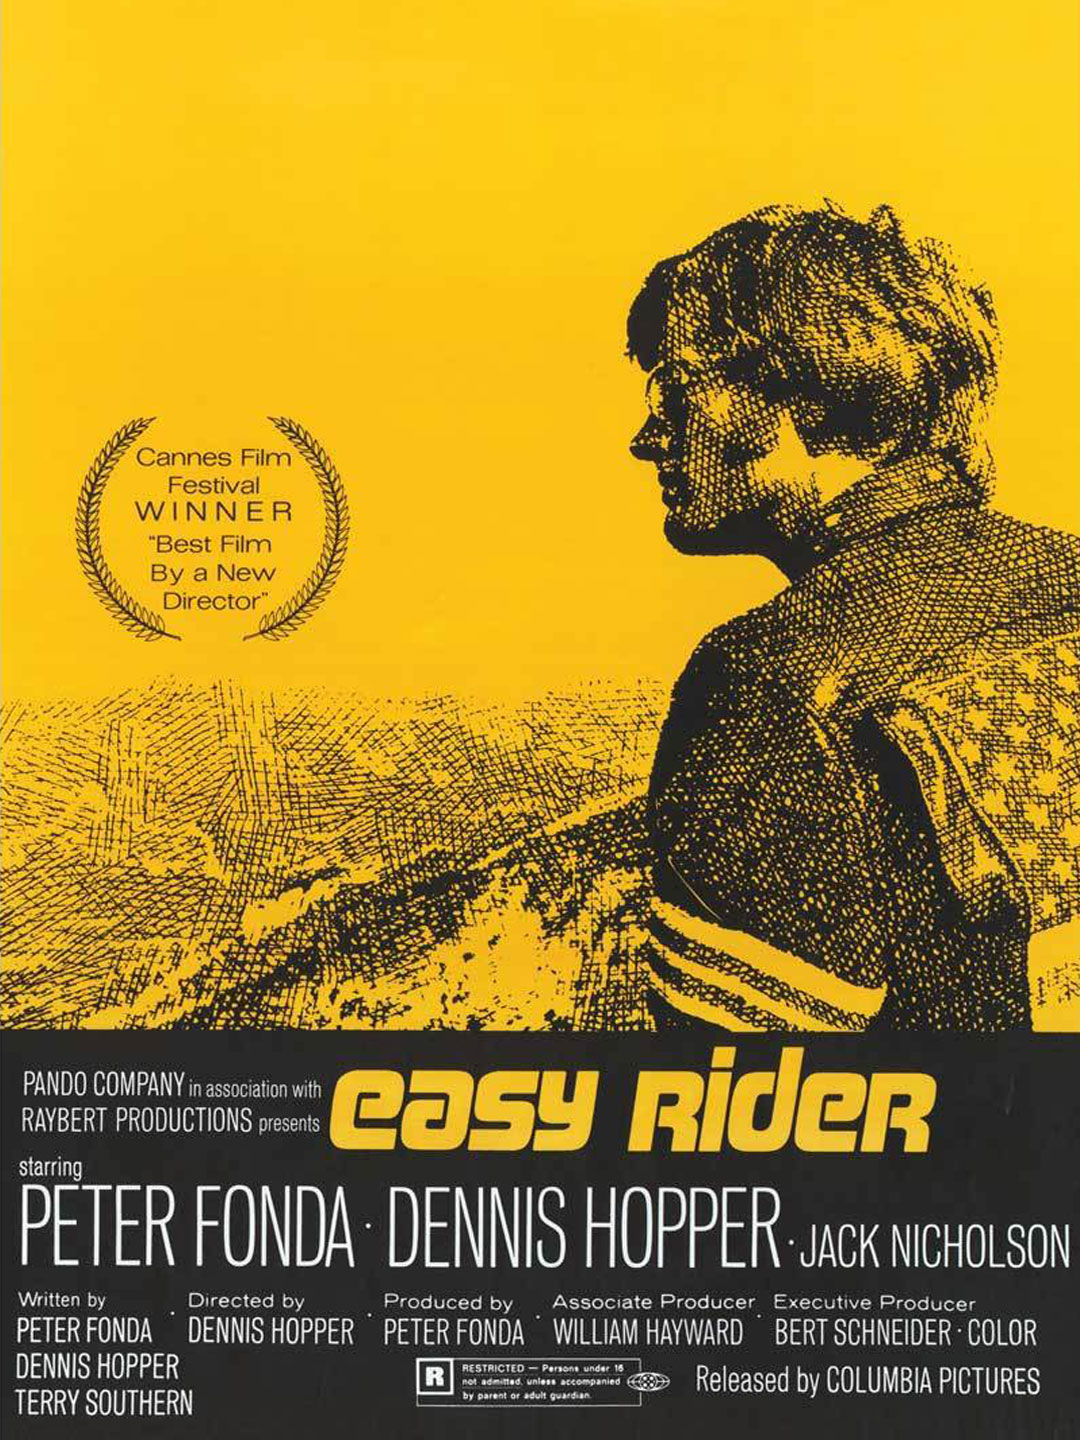 Cannes Film
Festival
WINNER
"Best Film
By a New
Director"
PANDO COMPANY in association with
RAYBERT PRODUCTIONS presents
easy RideR
starring
PETER FONDA · DENNIS HOPPER · JACK NICHOLSON
Written by
PETER FONDA
DENNIS HOPPER
TERRY SOUTHERN
· Directed by
DENNIS HOPPER
· Produced by
PETER FONDA
· Associate Producer
WILLIAM HAYWARD
· Executive Producer
BERT SCHNEIDER · COLOR
R
RESTRICTED — Persons under 16
not admitted, unless accompanied
by parent or adult guardian.
Released by COLUMBIA PICTURES